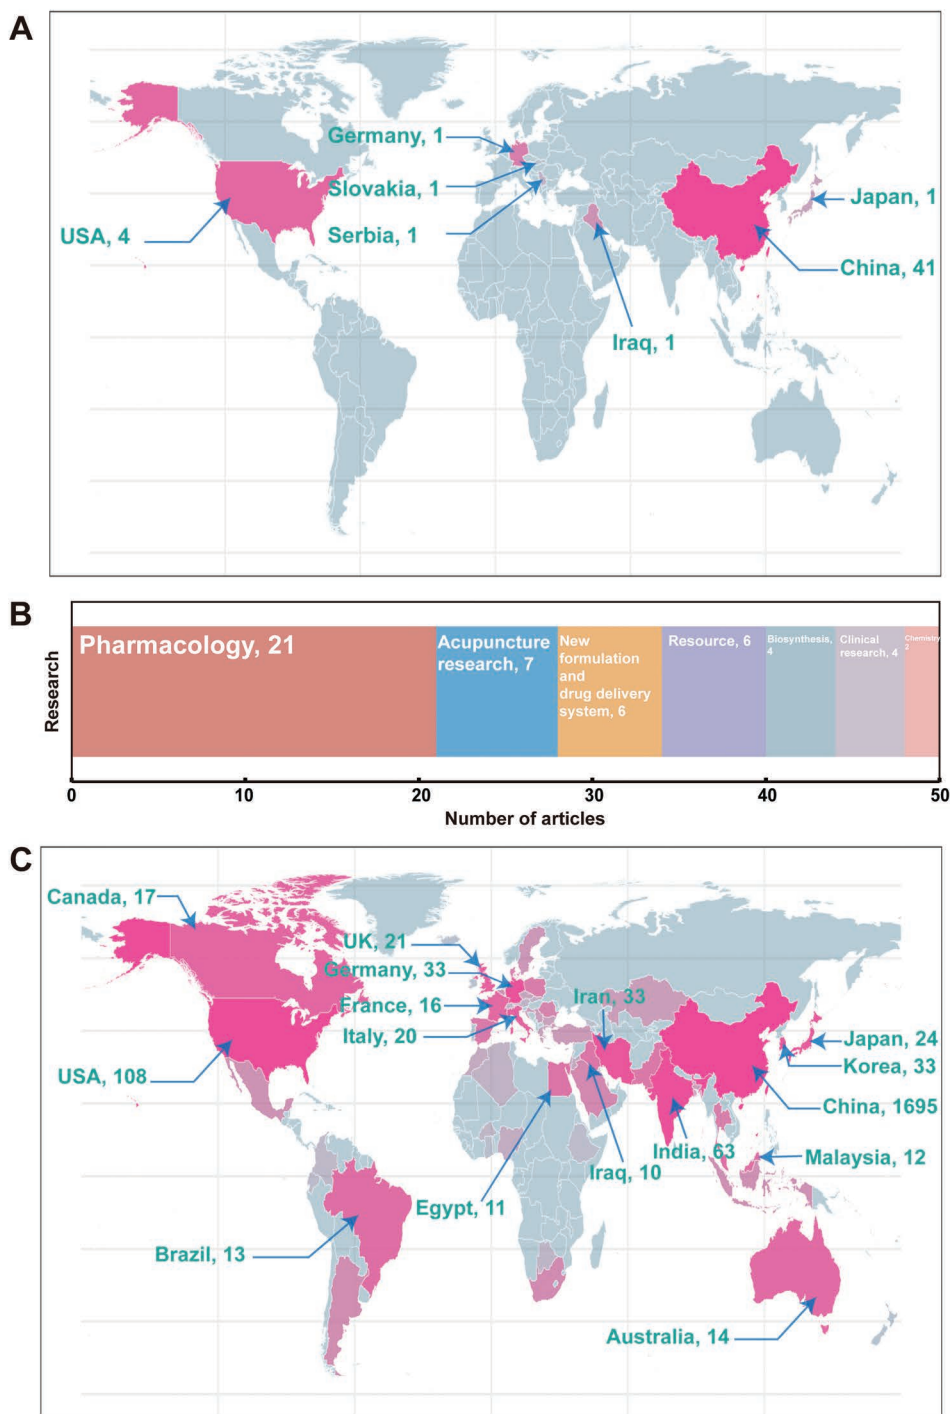 A
Germany, 1
Slovakia, 1
Japan, 1
USA, 4
Serbia, 1
China, 41
Iraq, 1
B
Research
Pharmacology, 21
Acupuncture
research, 7
New
formulation
and
drug delivery
system, 6
Resource, 6
Biosynthesis,
4
Clinical
research, 4
Chemistry
2
0
10
20
30
40
50
Number of articles
C
Canada, 17
UK, 21
Germany, 33
Iran, 33
France, 16
Italy, 20
Japan, 24
Korea, 33
USA, 108
China, 1695
India, 63
Malaysia, 12
Iraq, 10
Egypt, 11
Brazil, 13
Australia, 14